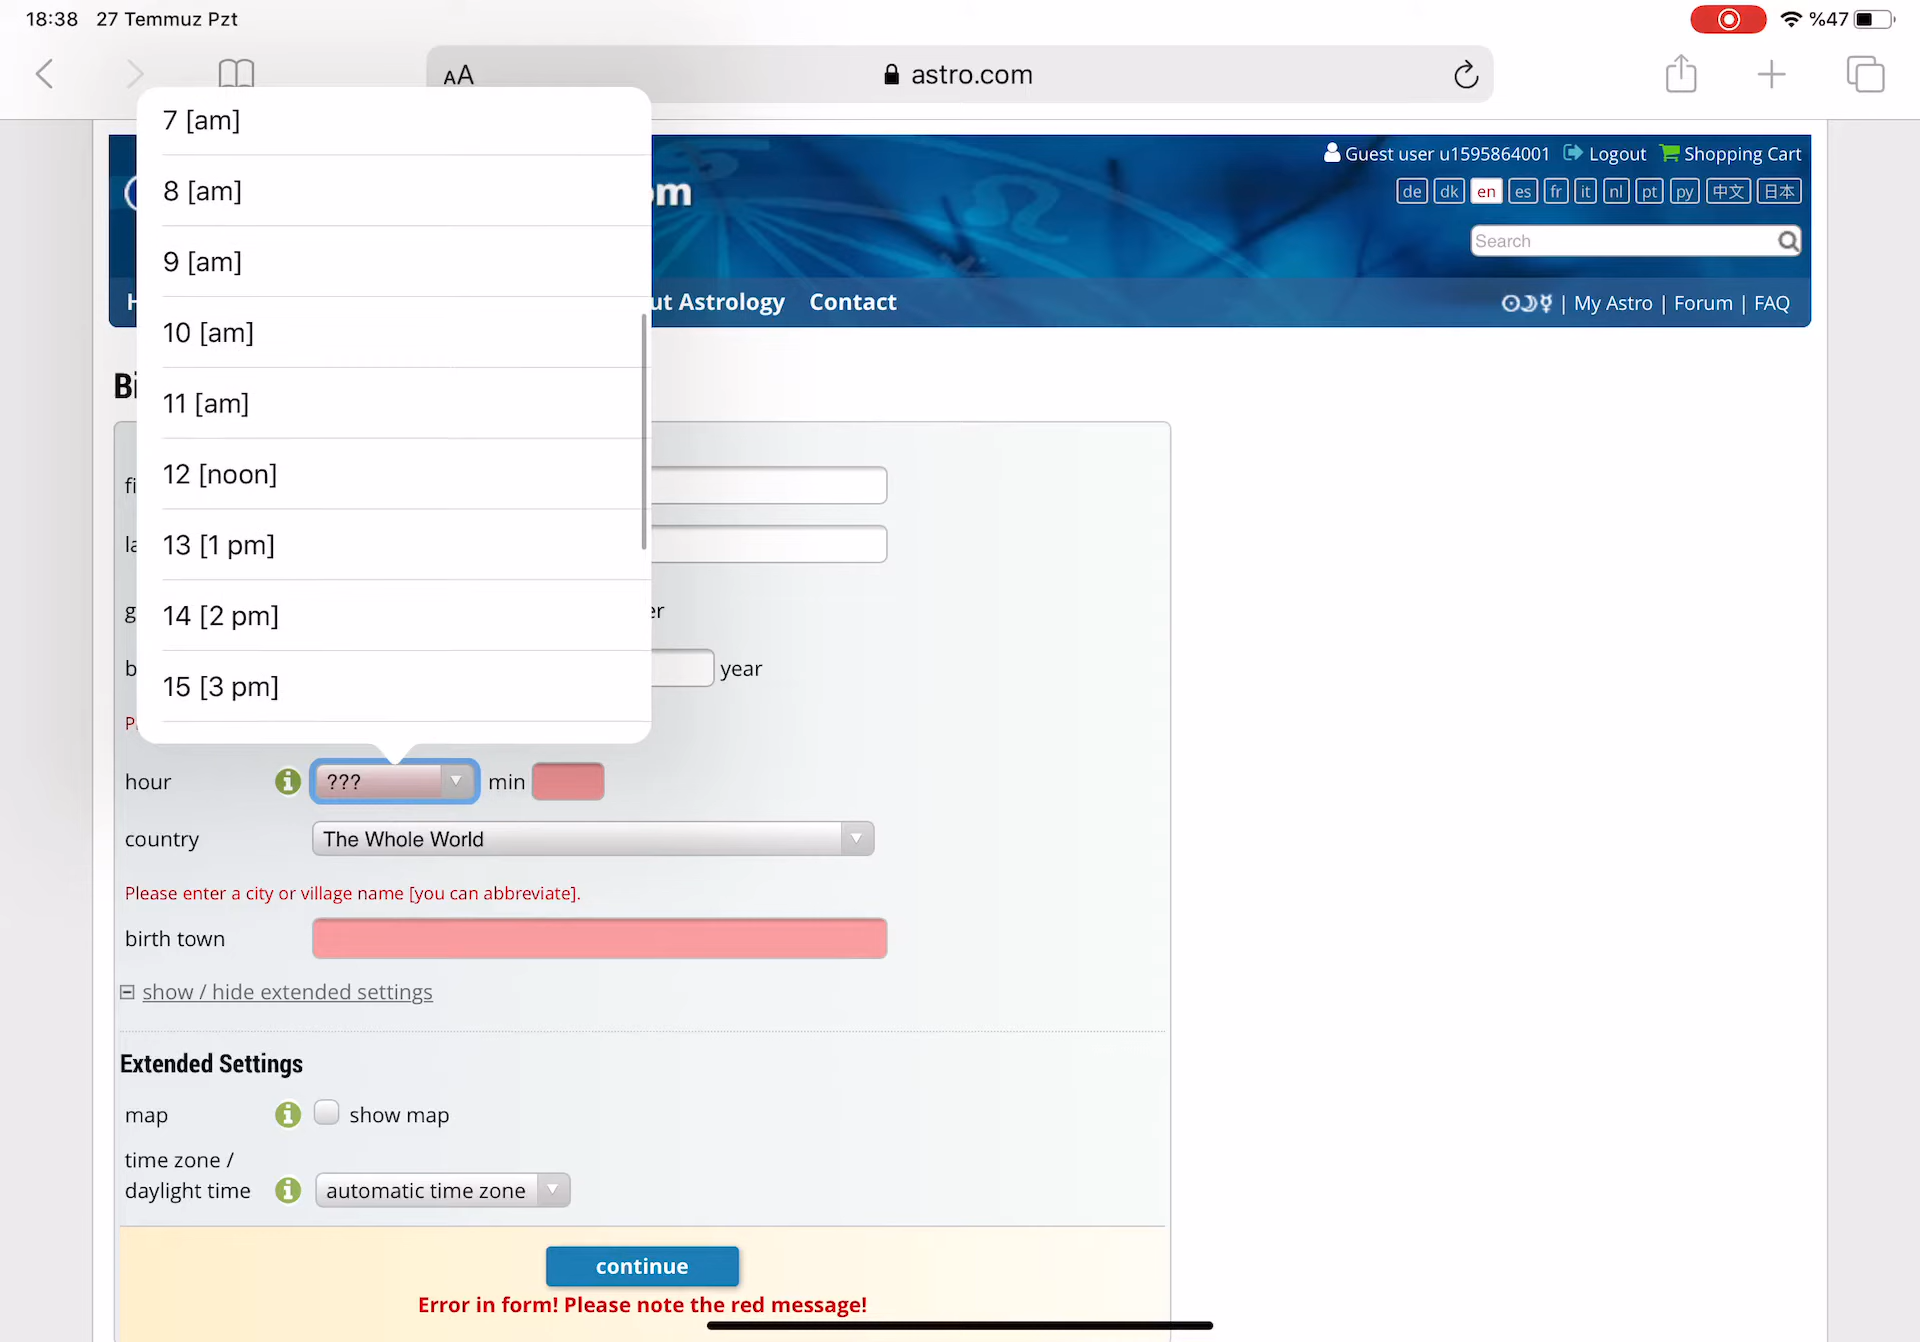 18:38 27 Temmuz Pzt %47
AA astro.com
7 [am]
8 [am]
9 [am]
10 [am]
11 [am]
12 [noon]
13 [1 pm]
14 [2 pm]
15 [3 pm]
Guest user u1595864001 Logout Shopping Cart
de dk en es fr it nl pt py 中文 日本
Search
Contact
| My Astro | Forum | FAQ
year
hour ??? min
country The Whole World
Please enter a city or village name [you can abbreviate].
birth town
show / hide extended settings
Extended Settings
map show map
time zone /
daylight time automatic time zone
continue
Error in form! Please note the red message!